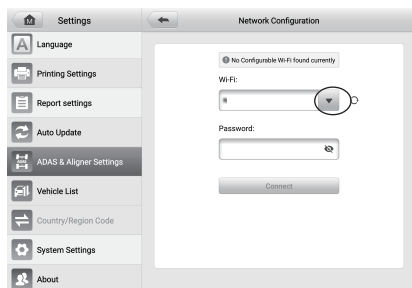 Settings
Network Configuration
Language
Printing Settings
Report settings
Auto Update
ADAS & Aligner Settings
Vehicle List
Country/Region Code
System Settings
About
No Configurable Wi-Fi found currently
Wi-Fi:
Password:
Connect